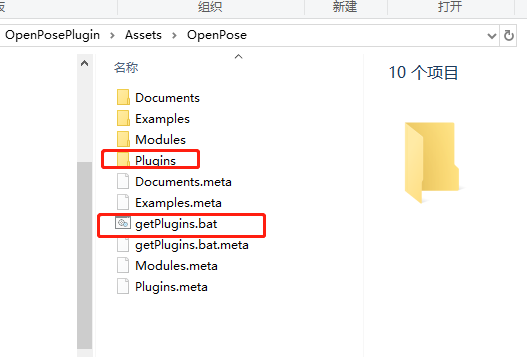 组织
新建
打开
OpenPosePlugin > Assets > OpenPose
名称
10 个项目
Documents
Examples
Modules
Plugins
Documents.meta
Examples.meta
getPlugins.bat
getPlugins.bat.meta
Modules.meta
Plugins.meta